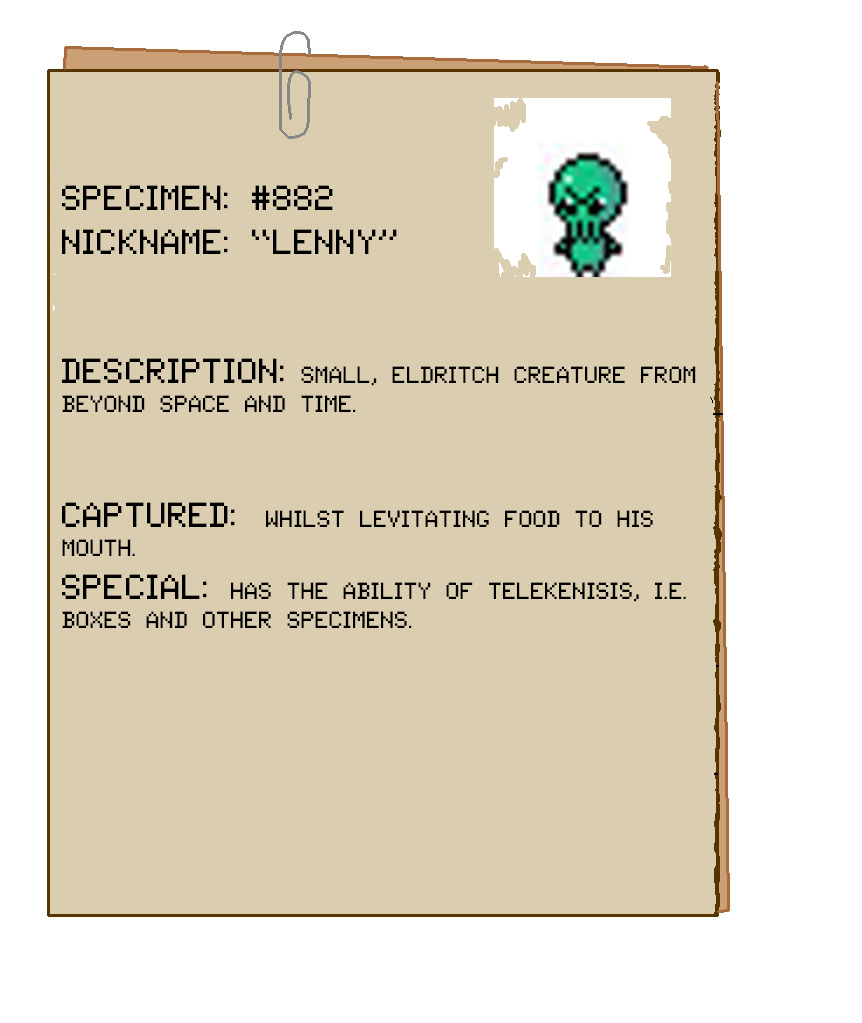 SPECIMEN: #882
NICKNAME: "LENNY"
DESCRIPTION: SMALL, ELDRITCH CREATURE FROM
BEYOND SPACE AND TIME.
CAPTURED: WHILST LEVITATING FOOD TO HIS
MOUTH.
SPECIAL: HAS THE ABILITY OF TELEKENISIS, I.E.
BOXES AND OTHER SPECIMENS.